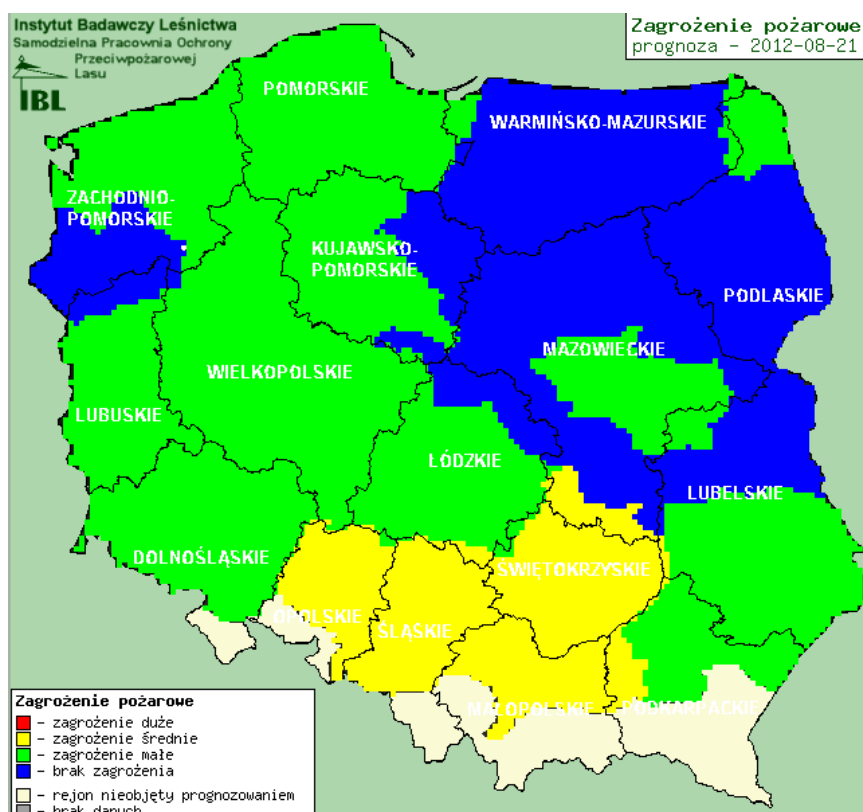 Instytut Badawczy Leśnictwa
Samodzielna Pracownia Ochrony
Przeciwpożarowej
Lasu
IBL
Zagrożenie pożarowe
prognoza – 2012-08-21
POMORSKIE
WARMIŃSKO-MAZURSKIE
ZACHODNIO-
POMORSKIE
KUJAWSKO-
POMORSKIE
PODLASKIE
MAZOWIECKIE
WIELKOPOLSKIE
LUBUSKIE
ŁÓDZKIE
LUBELSKIE
DOLNOŚLĄSKIE
ŚWIĘTOKRZYSKIE
OPOLSKIE
ŚLĄSKIE
MAŁOPOLSKIE
PODKARPACKIE
Zagrożenie pożarowe
– zagrożenie duże
– zagrożenie średnie
– zagrożenie małe
– brak zagrożenia
– rejon nieobjęty prognozowaniem
– brak danych